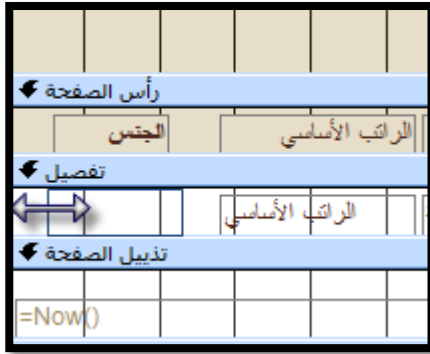 رأس الصفحة
الراتب الأساسي الجنس
تفصيل
الراتب الأساسي
تذييل الصفحة
=Now()